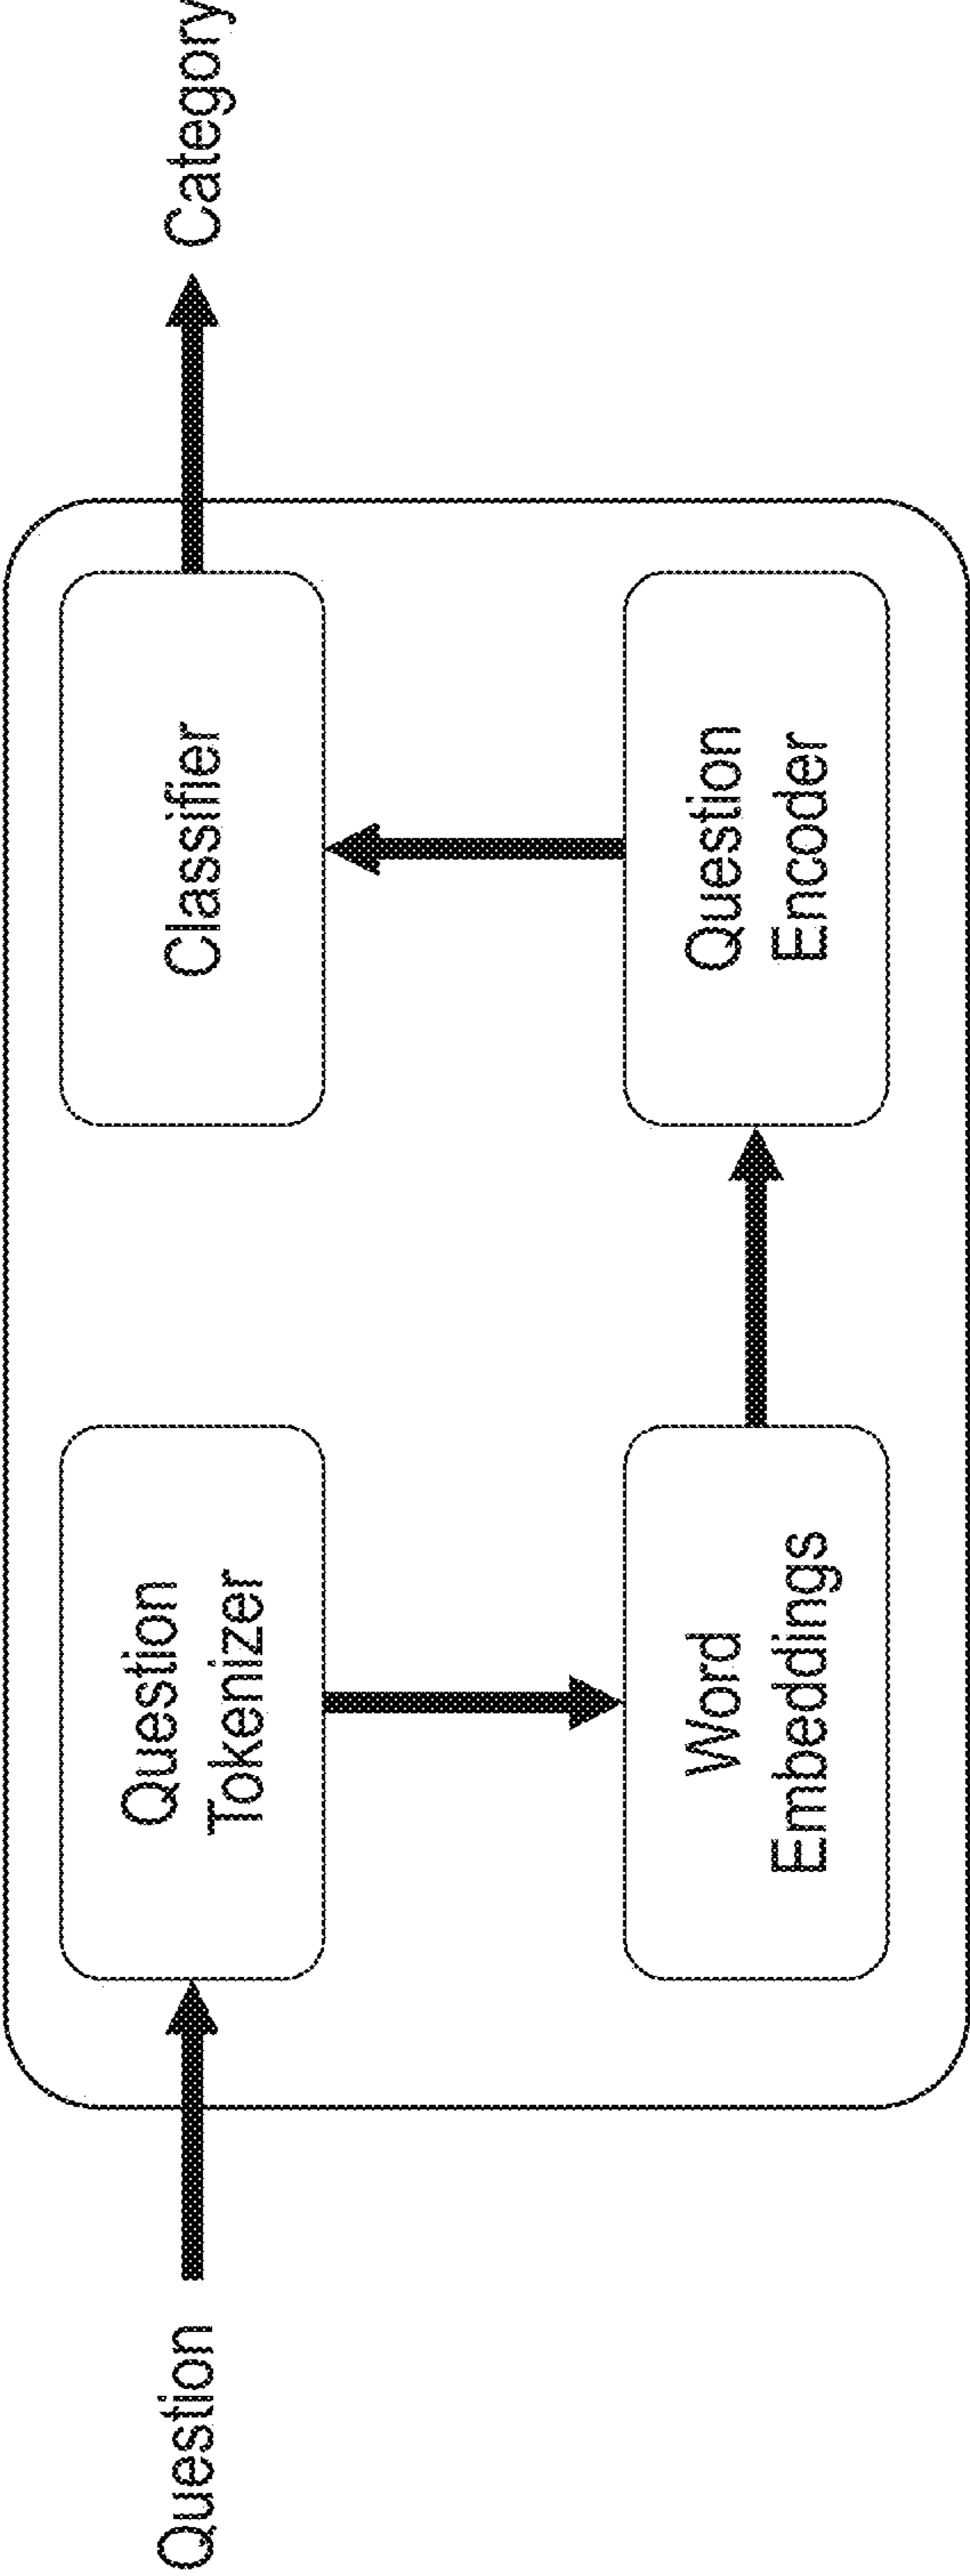 Question
Question
Tokenizer
Word
Embeddings
Question
Encoder
Classifier
Category